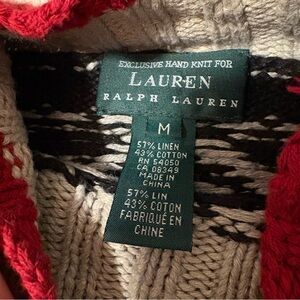 EXCLUSIVE HAND KNIT FOR
LAUREN
RALPH LAUREN
M
57% LINEN
43% COTTON
RN 54050
CA 08349
MADE IN
CHINA
57% LIN
43% COTON
FABRIQUÉ EN
CHINE